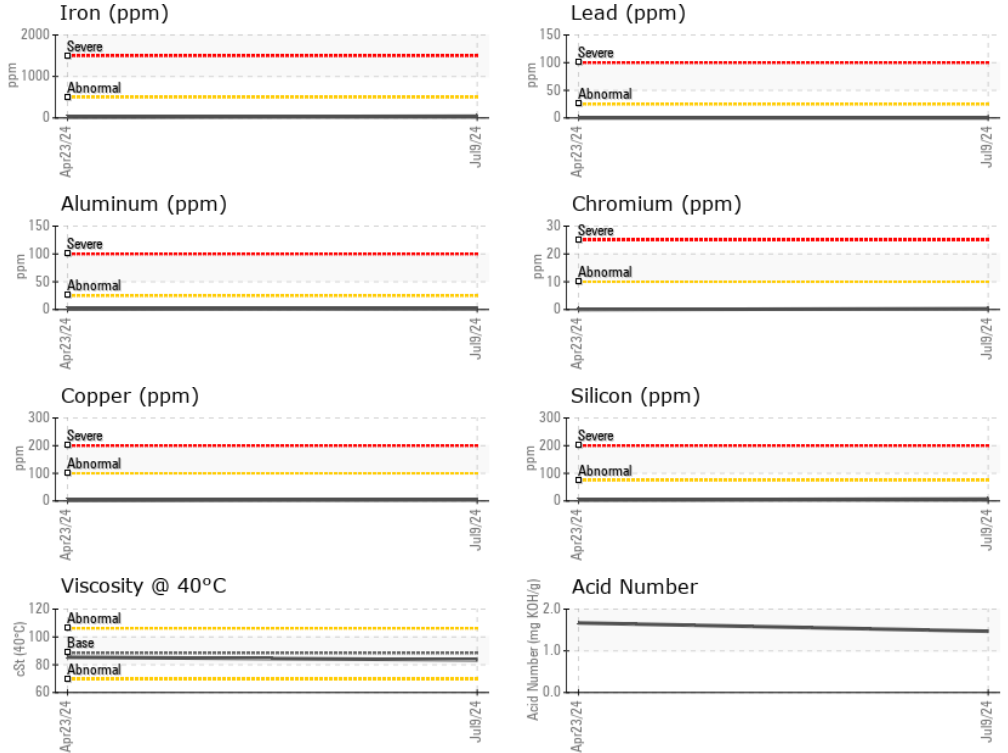 Iron (ppm)
2000
1000
0
ppm
Severe
Abnormal
Apr23/24
Jul9/24
Lead (ppm)
150
100
50
0
ppm
Severe
Abnormal
Apr23/24
Jul9/24
Aluminum (ppm)
150
100
50
0
ppm
Severe
Abnormal
Apr23/24
Jul9/24
Chromium (ppm)
30
20
10
0
ppm
Severe
Abnormal
Apr23/24
Jul9/24
Copper (ppm)
300
200
100
0
ppm
Severe
Abnormal
Apr23/24
Jul9/24
Silicon (ppm)
300
200
100
0
ppm
Severe
Abnormal
Apr23/24
Jul9/24
Viscosity @ 40°C
120
100
80
60
cSt (40°C)
Abnormal
Base
Abnormal
Apr23/24
Jul9/24
Acid Number
2.0
1.0
0.0
Acid Number (mg KOH/g)
Apr23/24
Jul9/24